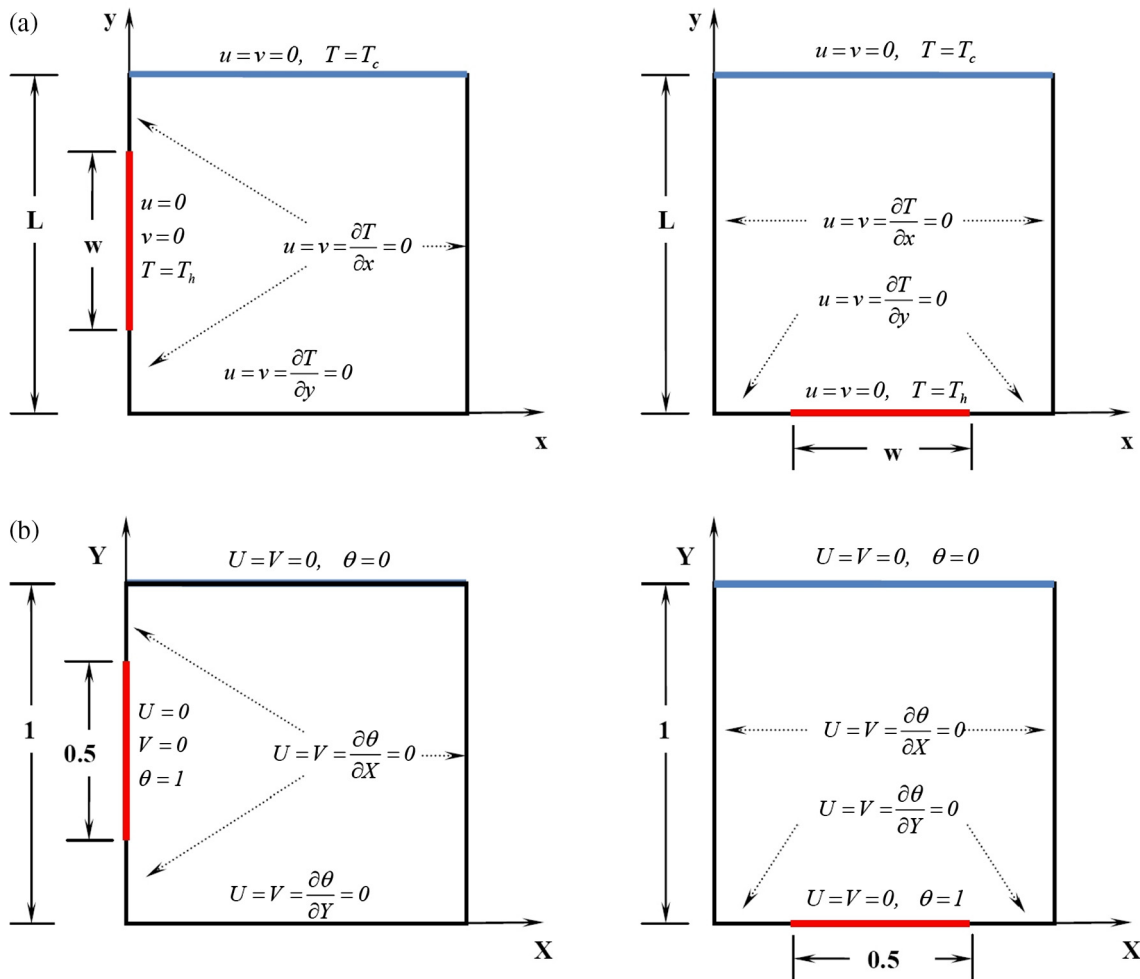 (a)
y
u = v = 0, T = T_c
L
w
u = 0
v = 0
T = T_h
u = v = ∂T/∂x = 0
u = v = ∂T/∂y = 0
x
y
u = v = 0, T = T_c
L
u = v = ∂T/∂x = 0
u = v = ∂T/∂y = 0
u = v = 0, T = T_h
x
w
(b)
Y
U = V = 0, θ = 0
1
0.5
U = 0
V = 0
θ = 1
U = V = ∂θ/∂X = 0
U = V = ∂θ/∂Y = 0
X
Y
U = V = 0, θ = 0
1
U = V = ∂θ/∂X = 0
U = V = ∂θ/∂Y = 0
U = V = 0, θ = 1
X
0.5